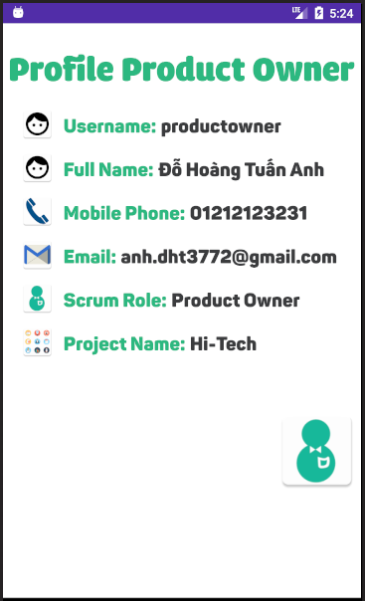 LTE 5:24
Profile Product Owner
Username: productowner
Full Name: Đỗ Hoàng Tuấn Anh
Mobile Phone: 01212123231
Email: anh.dht3772@gmail.com
Scrum Role: Product Owner
Project Name: Hi-Tech